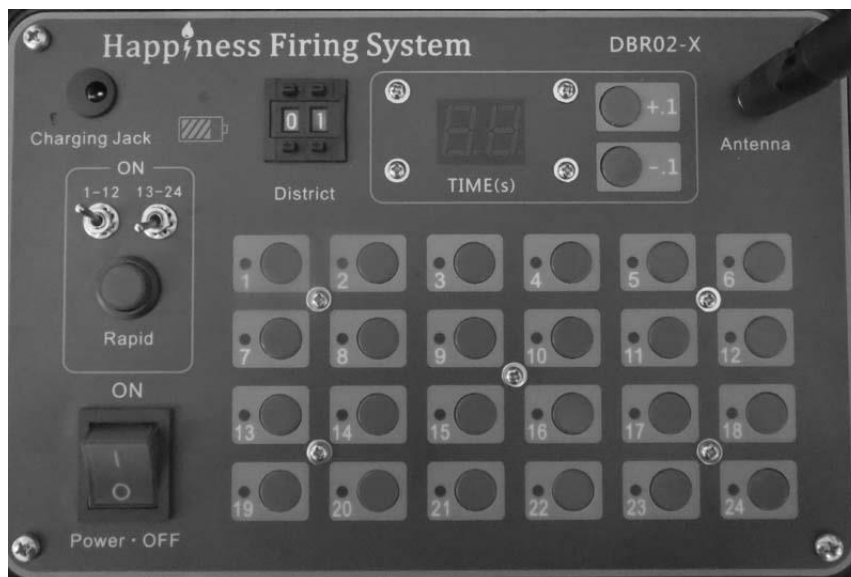 Happiness Firing System
DBR02-X
Charging Jack
01
District
TIME(s)
+.1
-.1
Antenna
ON
1-12 13-24
Rapid
1 2 3 4 5 6
7 8 9 10 11 12
13 14 15 16 17 18
19 20 21 22 23 24
ON
I
O
Power · OFF